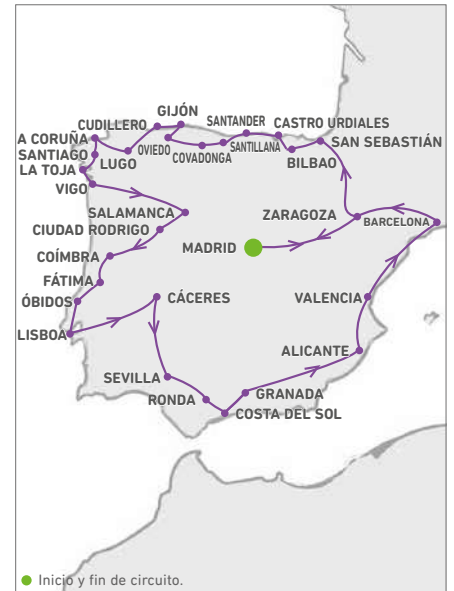 GIJÓN
CUDILLERO
SANTANDER
CASTRO URDIALES
A CORUÑA
SAN SEBASTIÁN
OVIEDO
SANTILLANA
SANTIAGO
LUGO
COVADONGA
BILBAO
LA TOJA
VIGO
SALAMANCA
ZARAGOZA
BARCELONA
CIUDAD RODRIGO
MADRID
COÍMBRA
FÁTIMA
CÁCERES
VALENCIA
ÓBIDOS
LISBOA
ALICANTE
SEVILLA
GRANADA
RONDA
COSTA DEL SOL
Inicio y fin de circuito.